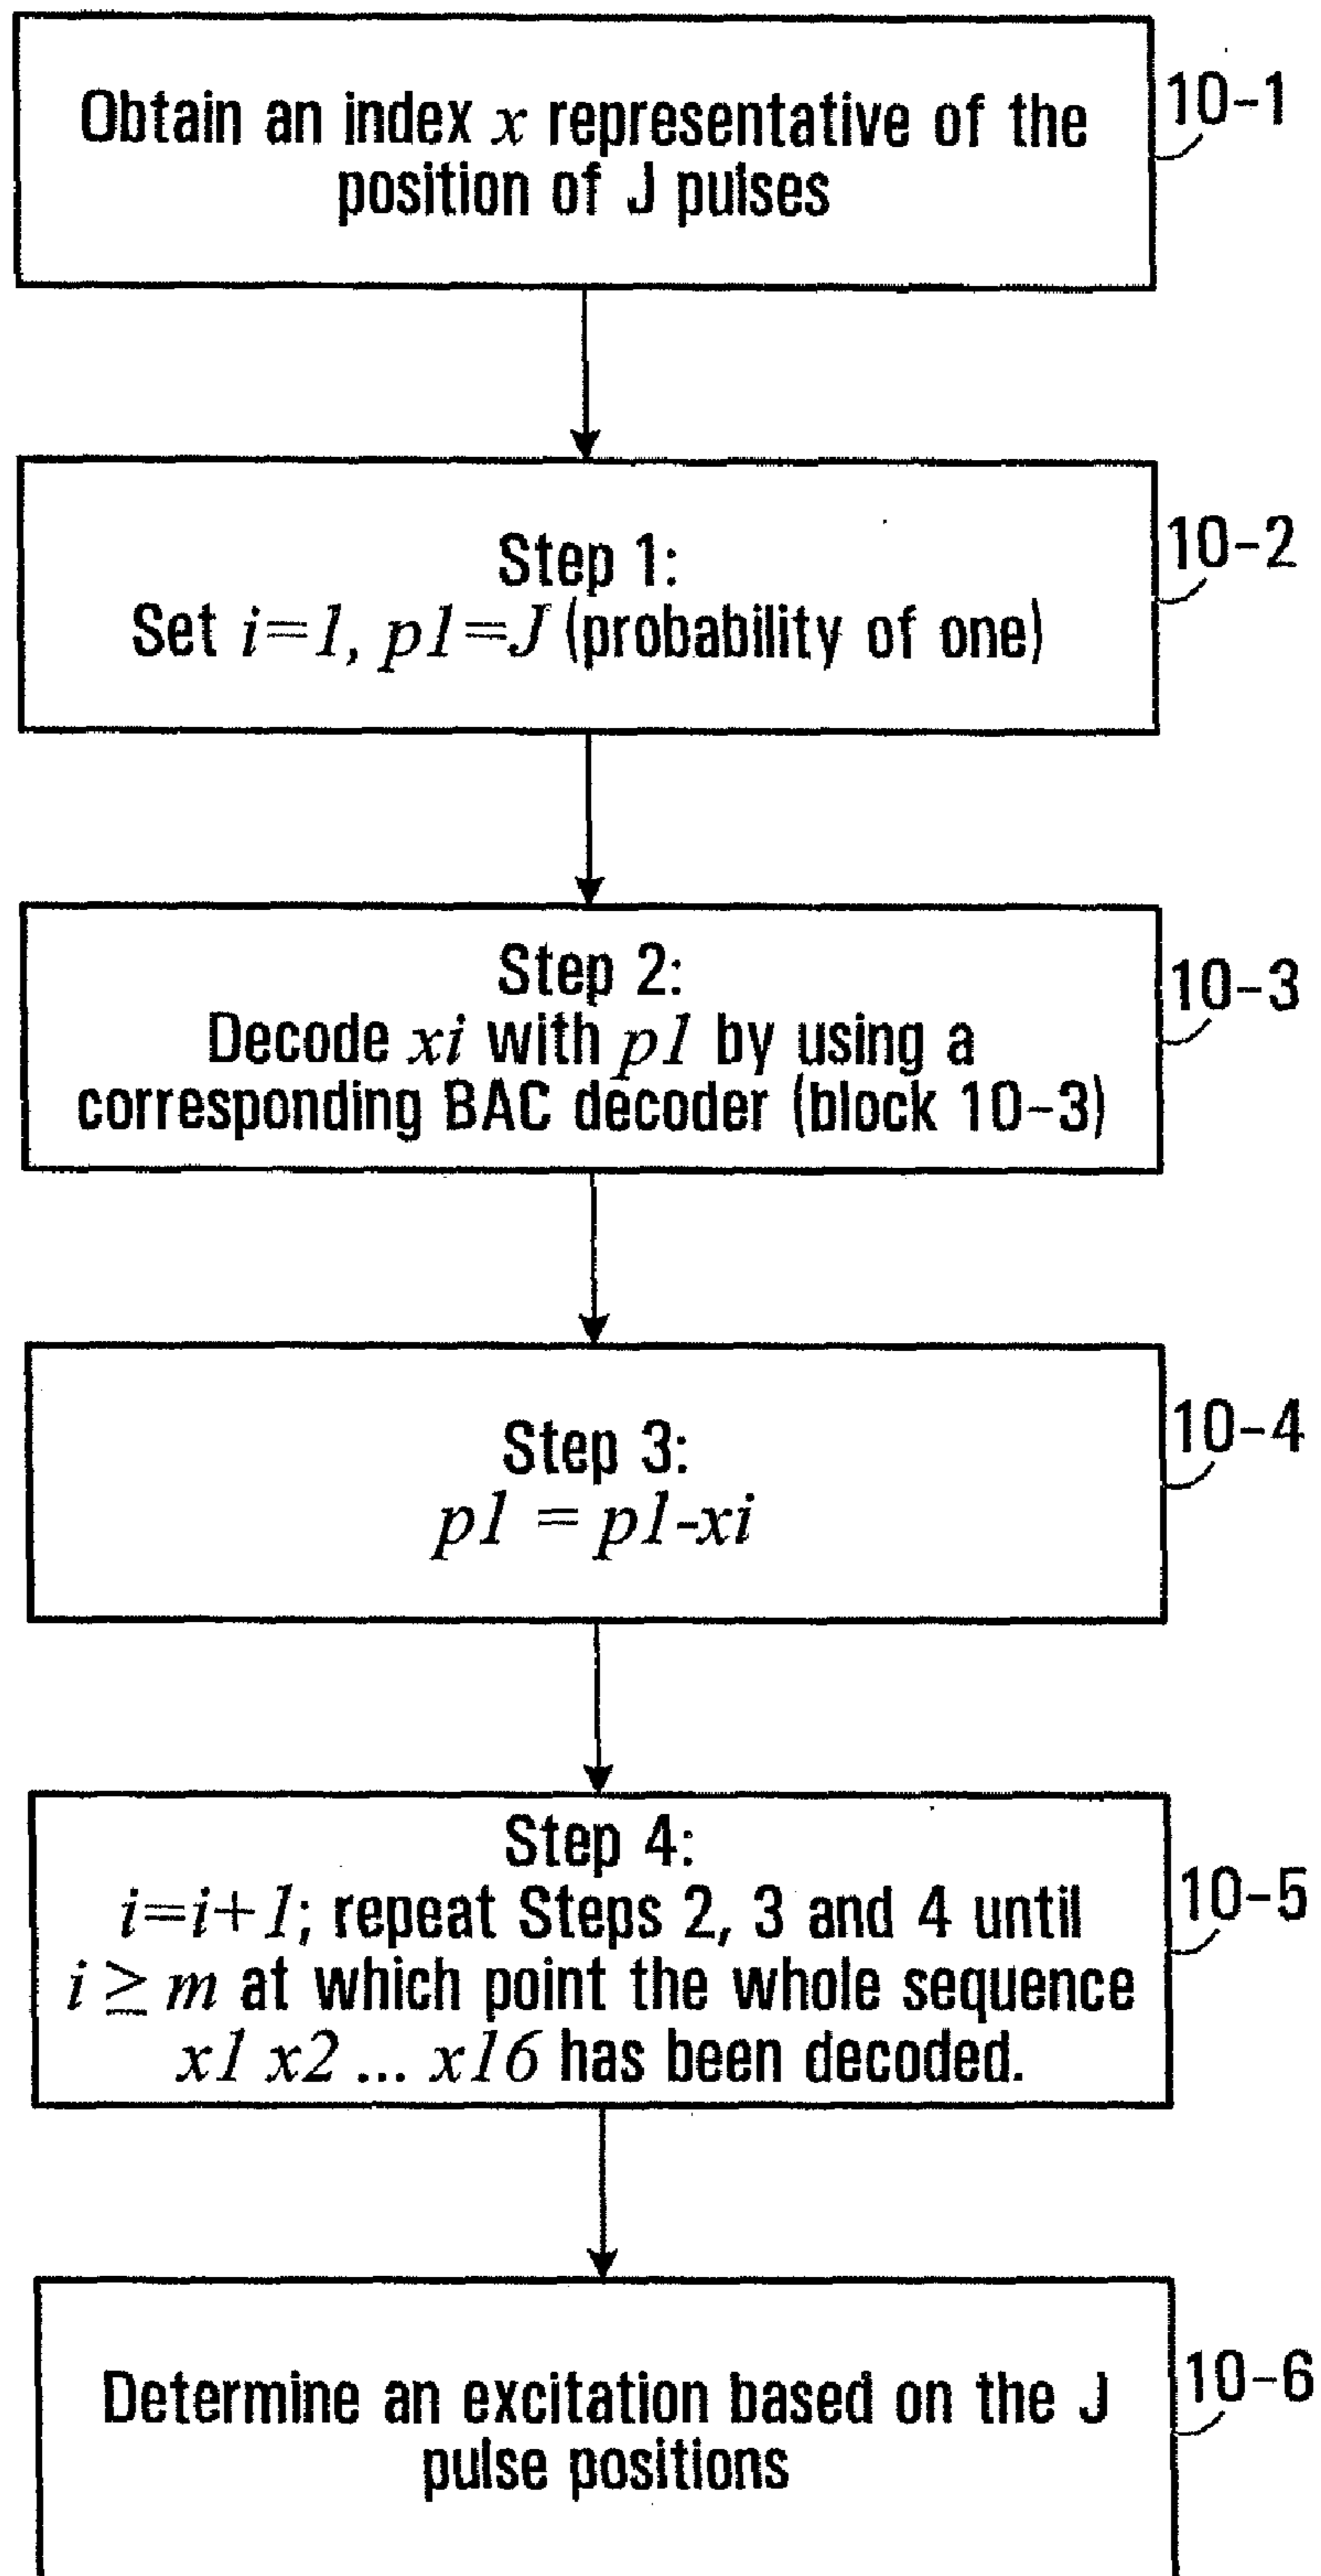 Obtain an index x representative of the
position of J pulses
10-1
Step 1:
Set i=1, p1=J (probability of one)
10-2
Step 2:
Decode xi with p1 by using a
corresponding BAC decoder (block 10-3)
10-3
Step 3:
p1 = p1-xi
10-4
Step 4:
i=i+1; repeat Steps 2, 3 and 4 until
i ≥ m at which point the whole sequence
x1 x2 ... x16 has been decoded.
10-5
Determine an excitation based on the J
pulse positions
10-6